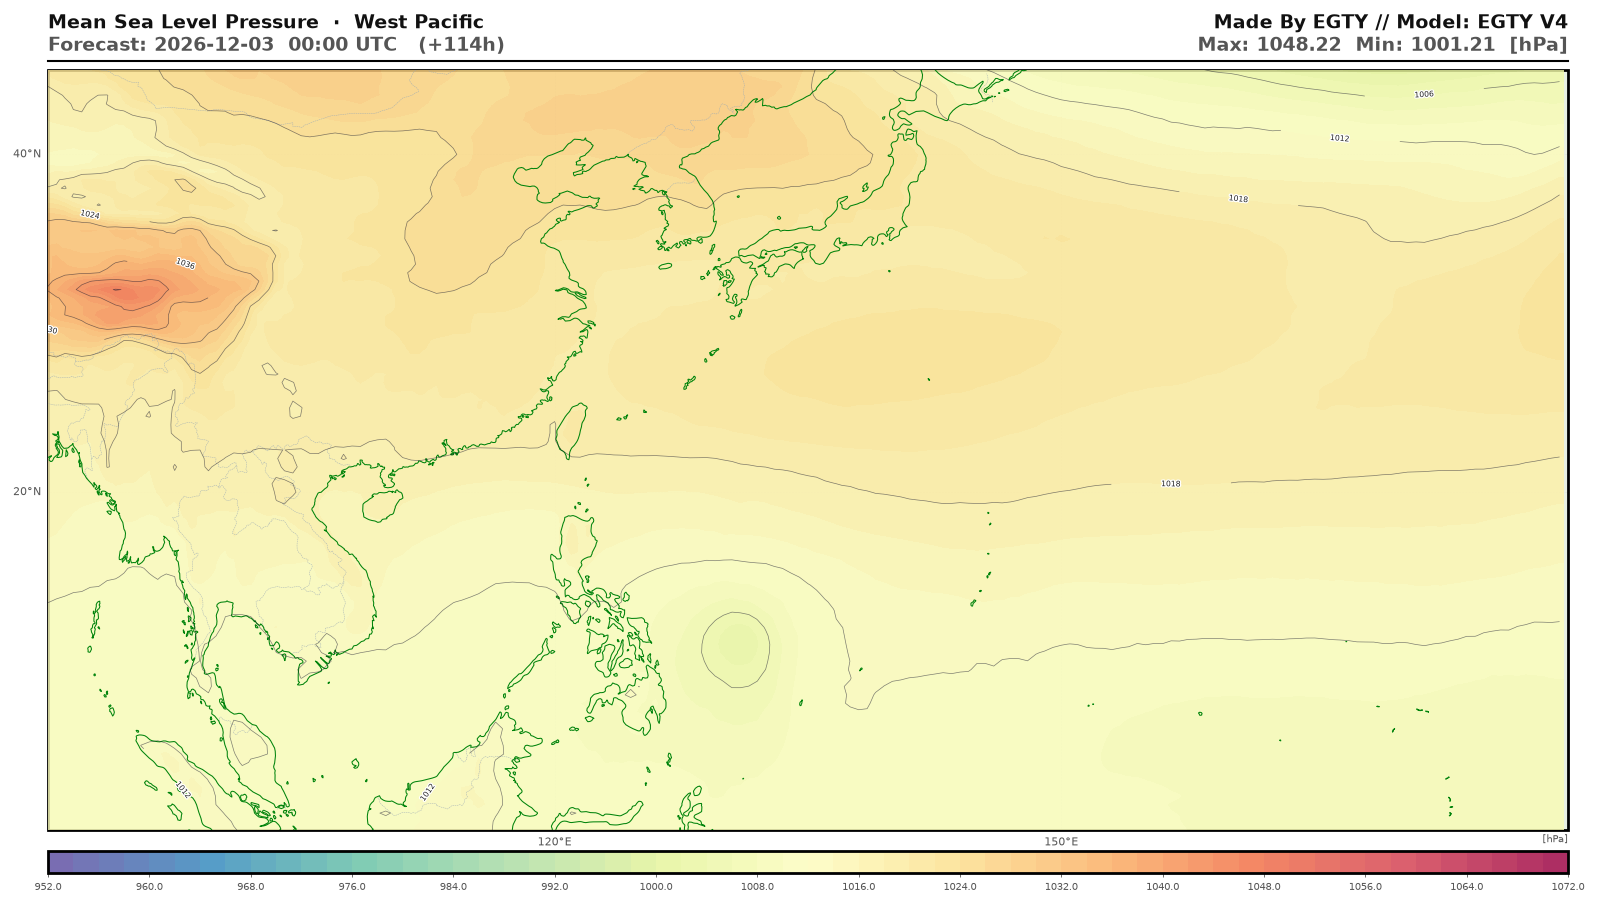 Mean Sea Level Pressure · West Pacific
Made By EGTY // Model: EGTY V4
Forecast: 2026-12-03 00:00 UTC (+114h)
Max: 1048.22 Min: 1001.21 [hPa]
1006
1012
40°N
1018
1024
1036
30
20°N
1018
1012
1012
120°E
150°E
[hPa]
952.0
960.0
968.0
976.0
984.0
992.0
1000.0
1008.0
1016.0
1024.0
1032.0
1040.0
1048.0
1056.0
1064.0
1072.0